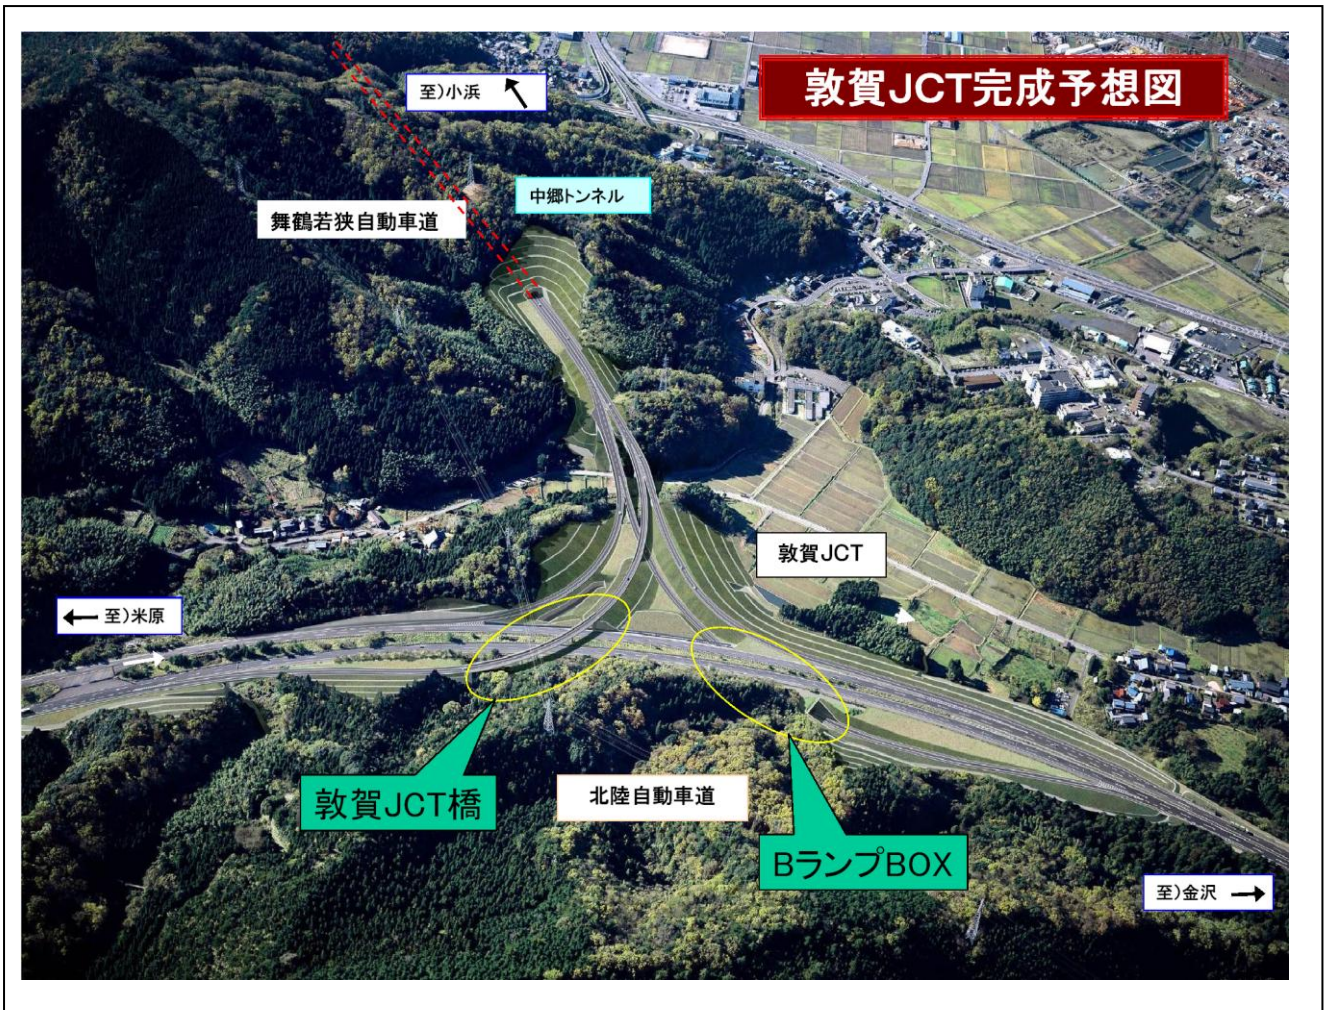 敦賀JCT完成予想図
至)小浜
中郷トンネル
舞鶴若狭自動車道
敦賀JCT
至)米原
敦賀JCT橋
北陸自動車道
BランプBOX
至)金沢